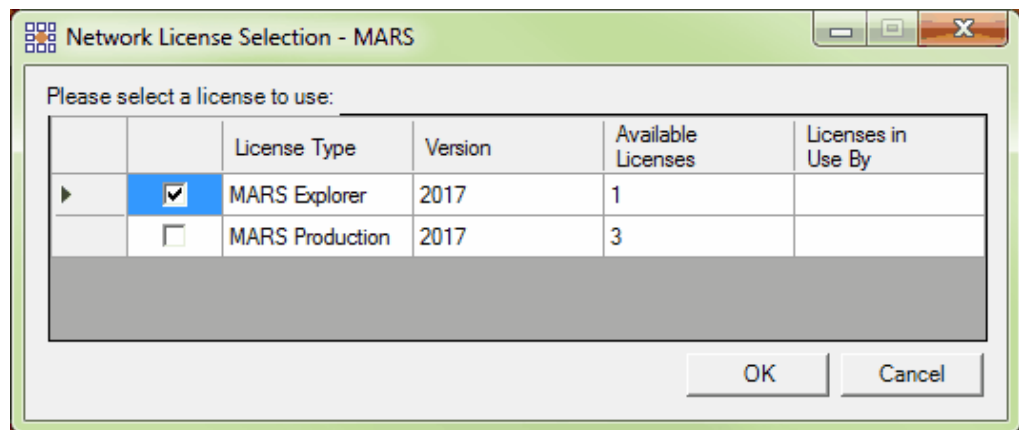 Network License Selection - MARS
Please select a license to use:
License Type Version Available Licenses Licenses in Use By
MARS Explorer 2017 1
MARS Production 2017 3
OK Cancel